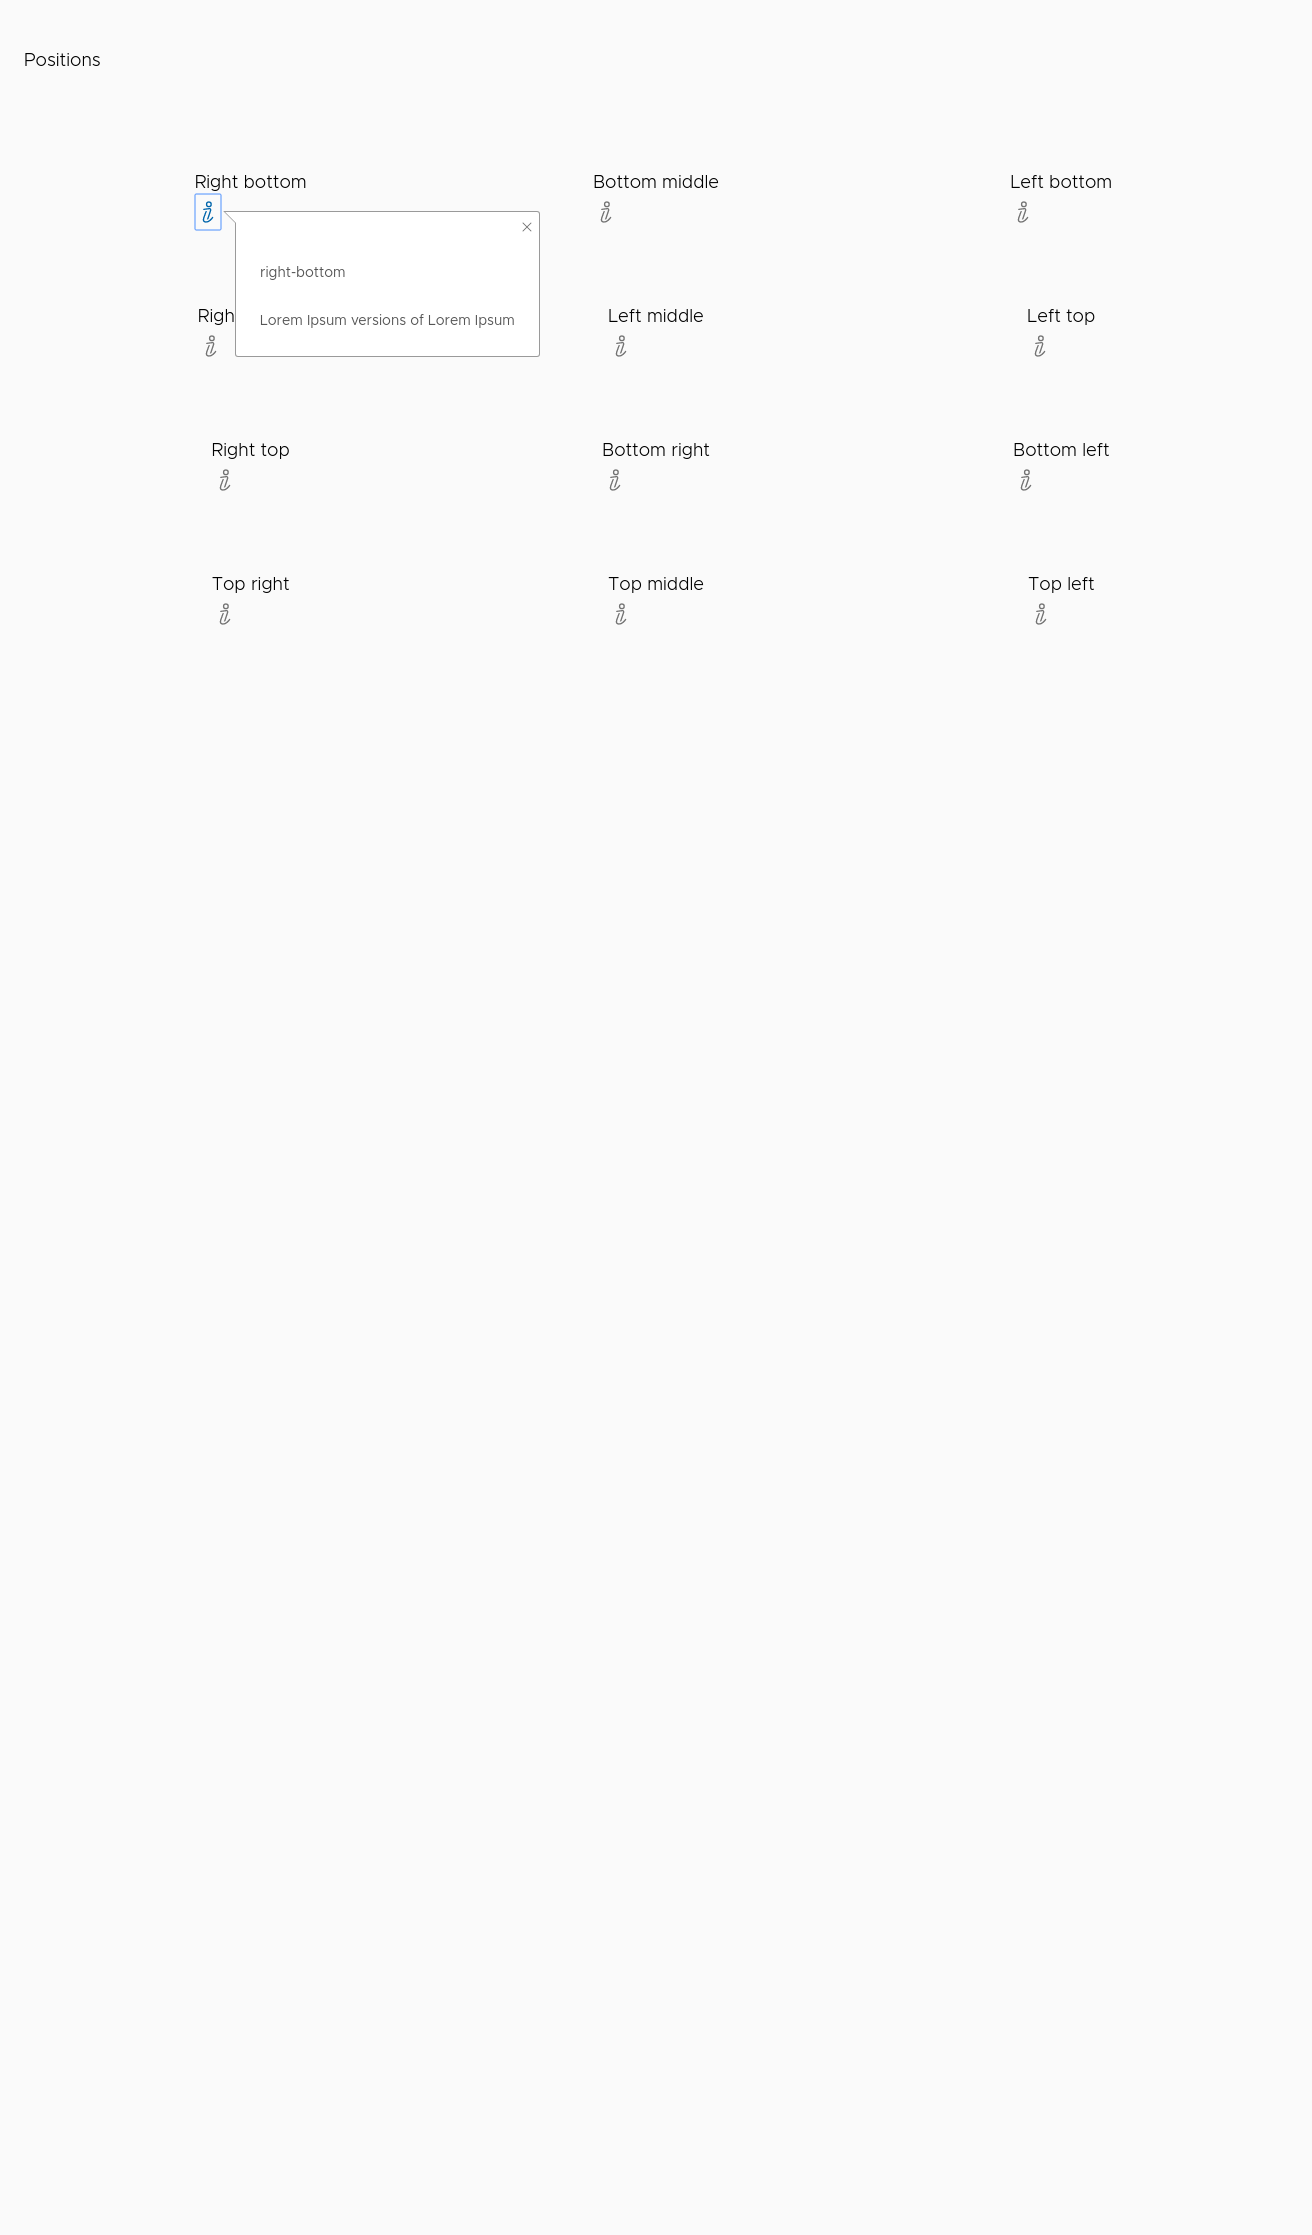 Positions
Right bottom
Bottom middle
Left bottom
right-bottom
Lorem Ipsum versions of Lorem Ipsum
Left middle
Left top
Right top
Bottom right
Bottom left
Top right
Top middle
Top left